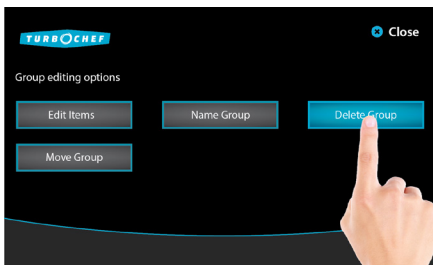 TURBOCHEF
Close
Group editing options
Edit Items Name Group Delete Group
Move Group